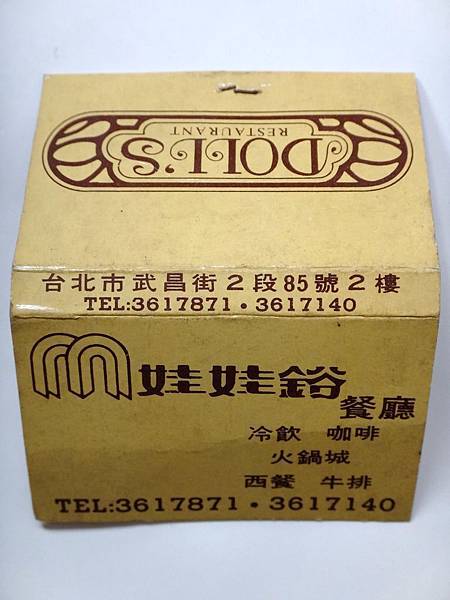 DOLL'S
RESTAURANT
台北市武昌街2段85號2樓
TEL:3617871・3617140
娃娃鋊
餐廳
冷飲 咖啡
火鍋城
西餐 牛排
TEL:3617871・3617140